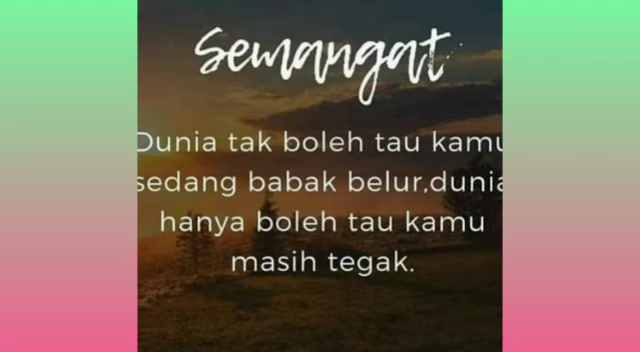 Semangat
Dunia tak boleh tau kamu
sedang babak belur,dunia
hanya boleh tau kamu
masih tegak.